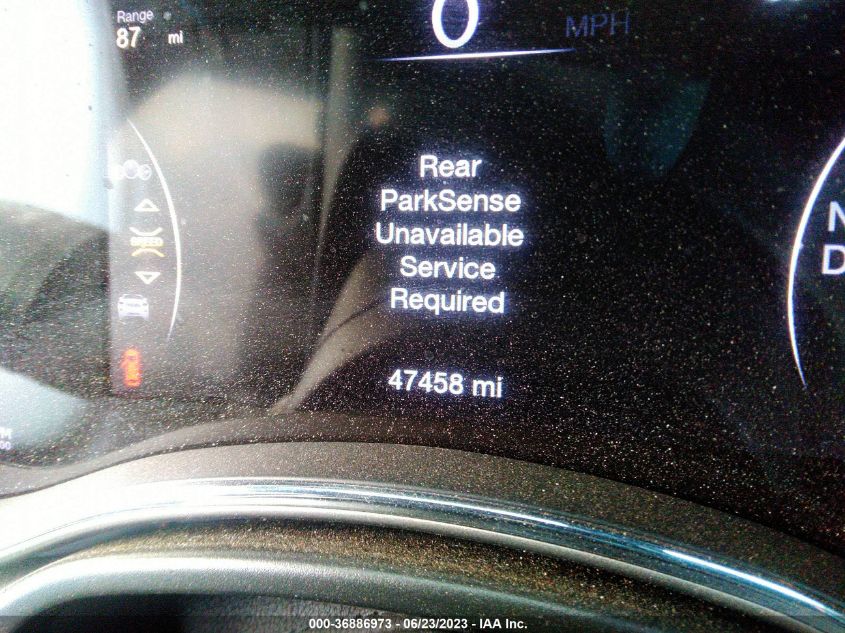 Range
87 mi
0 MPH
Rear
ParkSense
Unavailable
Service
Required
SPEED
47458 mi
000-36886973 / 06/23/2023 / IAA Inc.